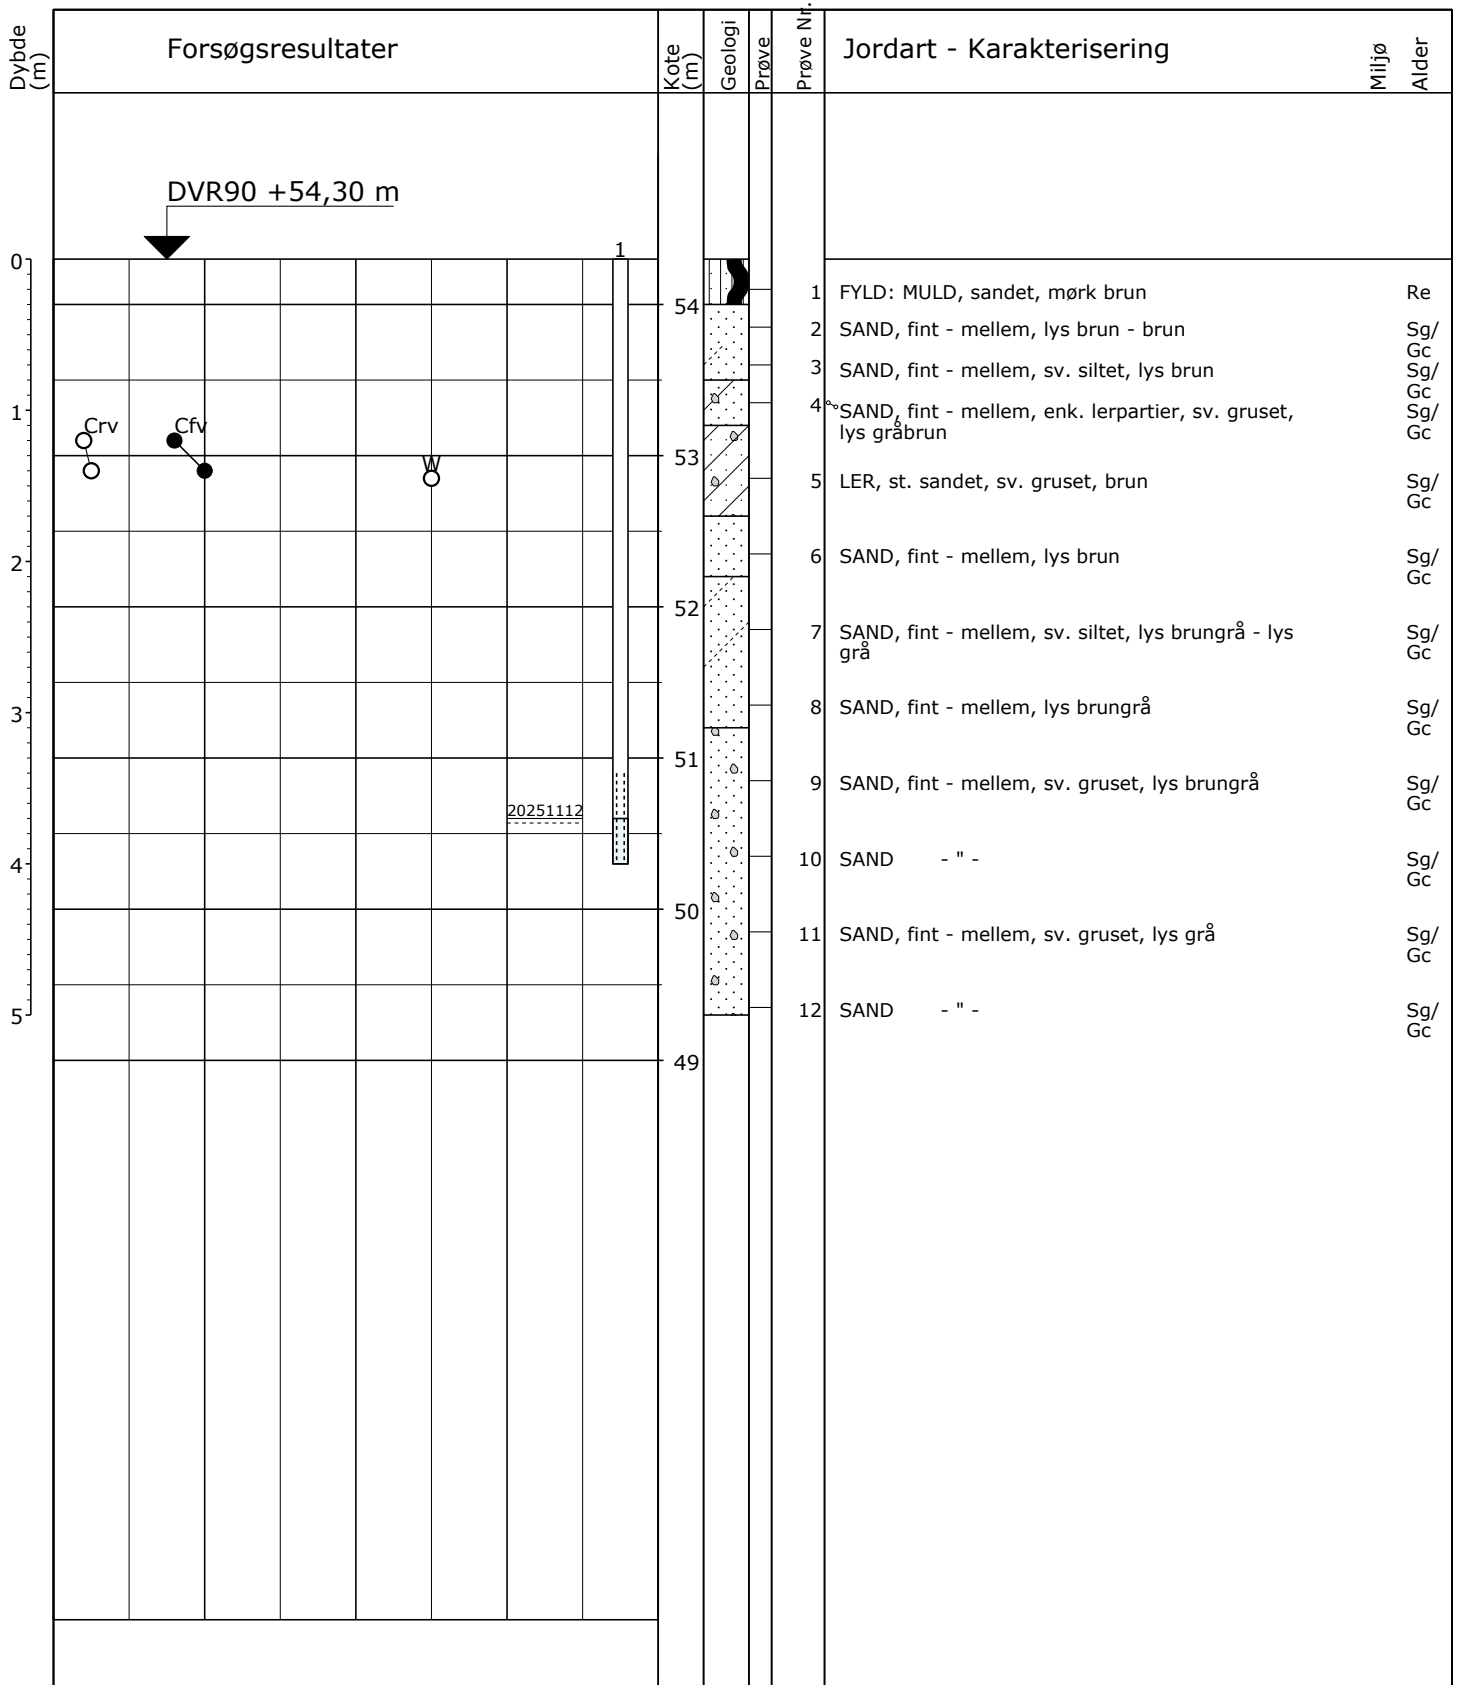 Dybde
(m)
Forsøgsresultater
Kote
(m)
Geologi
Prøve
Prøve Nr.
Jordart - Karakterisering
Miljø
Alder
DVR90 +54,30 m
1
0
1
2
3
4
5
54
53
52
51
50
49
Crv
Cfv
W
20251112
1 FYLD: MULD, sandet, mørk brun Re
2 SAND, fint - mellem, lys brun - brun Sg/
Gc
3 SAND, fint - mellem, sv. siltet, lys brun Sg/
Gc
4 SAND, fint - mellem, enk. lerpartier, sv. gruset, Sg/
lys gråbrun Gc
5 LER, st. sandet, sv. gruset, brun Sg/
Gc
6 SAND, fint - mellem, lys brun Sg/
Gc
7 SAND, fint - mellem, sv. siltet, lys brungrå - lys Sg/
grå Gc
8 SAND, fint - mellem, lys brungrå Sg/
Gc
9 SAND, fint - mellem, sv. gruset, lys brungrå Sg/
Gc
10 SAND - " - Sg/
Gc
11 SAND, fint - mellem, sv. gruset, lys grå Sg/
Gc
12 SAND - " - Sg/
Gc